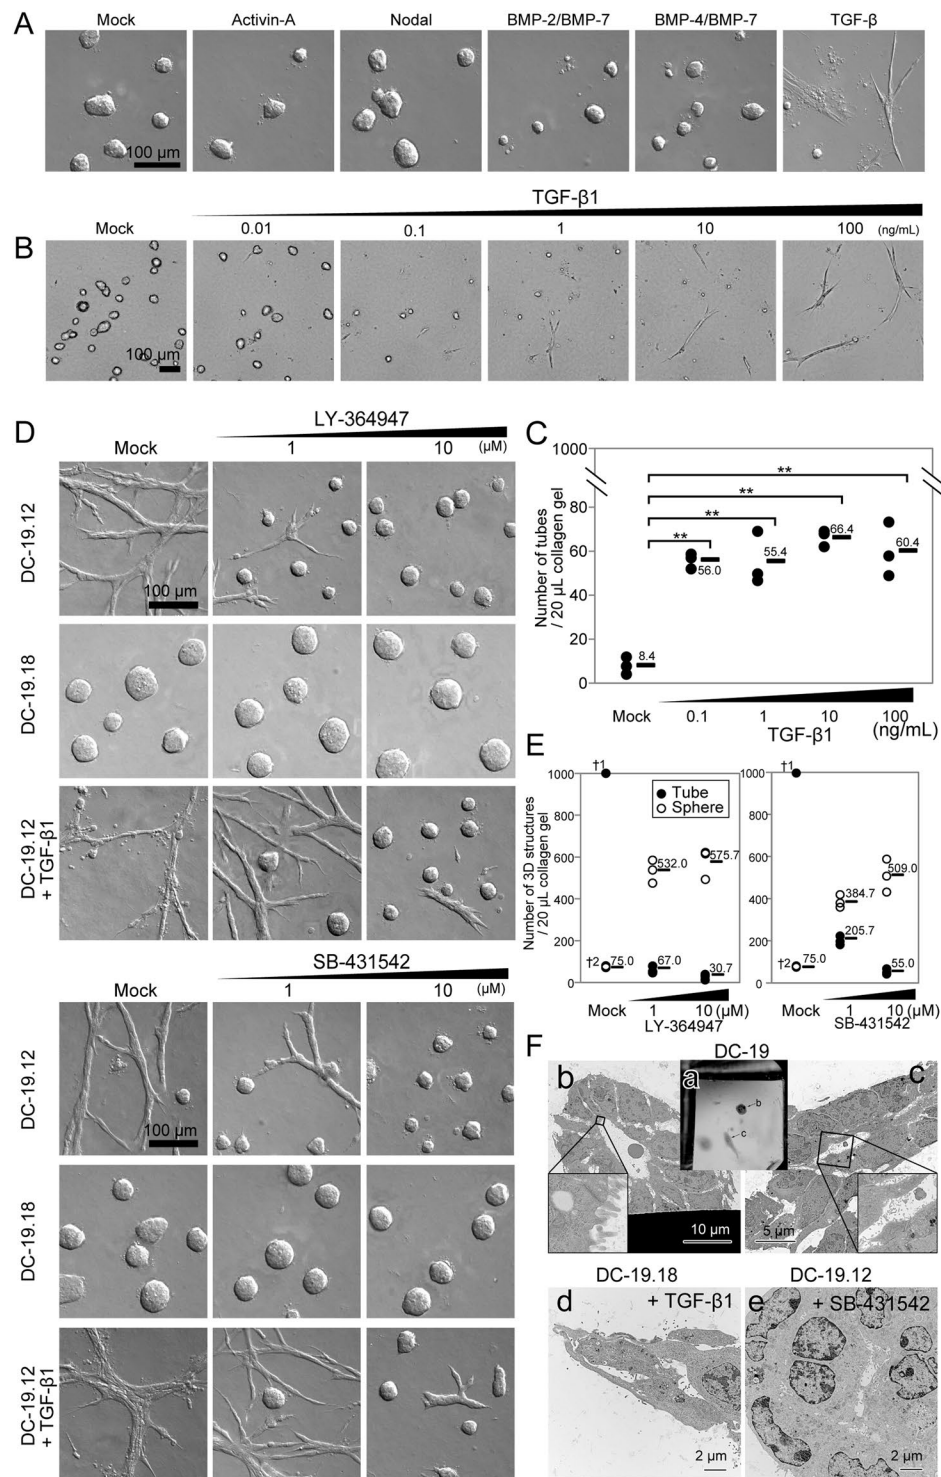 A
Mock
Activin-A
Nodal
BMP-2/BMP-7
BMP-4/BMP-7
TGF-β
100 µm
TGF-β1
B
Mock
0.01
0.1
1
10
100
(ng/mL)
100 µm
D
LY-364947
Mock
1
10
(µM)
DC-19.12
100 µm
DC-19.18
DC-19.12
+ TGF-β1
SB-431542
Mock
1
10
(µM)
DC-19.12
100 µm
DC-19.18
DC-19.12
+ TGF-β1
C
1000
80
60
40
20
0
Number of tubes
/ 20 µL collagen gel
**
**
**
**
8.4
56.0
55.4
66.4
60.4
Mock
0.1
1
10
100
TGF-β1
(ng/mL)
E
Number of 3D structures
/ 20 µL collagen gel
1000
800
600
400
200
0
†1
Tube
Sphere
532.0
575.7
†2
75.0
67.0
30.7
Mock
1
10 (µM)
LY-364947
1000
800
600
400
200
0
†1
384.7
509.0
205.7
†2
75.0
55.0
Mock
1
10 (µM)
SB-431542
F
DC-19
b
a
c
b
c
10 µm
5 µm
DC-19.18
+ TGF-β1
d
2 µm
DC-19.12
+ SB-431542
e
2 µm